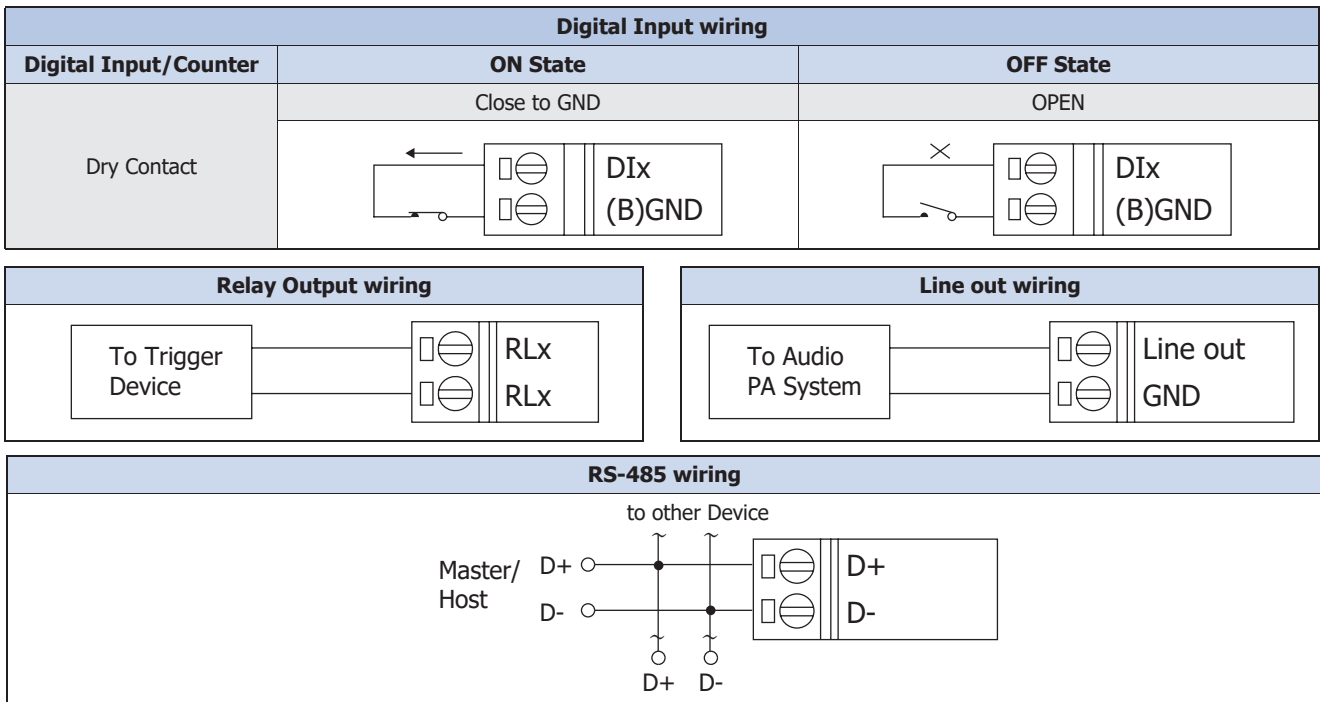 Digital Input wiring
Digital Input/Counter
ON State
OFF State
Dry Contact
Close to GND
OPEN
DIx
(B)GND
DIx
(B)GND
Relay Output wiring
To Trigger
Device
RLx
RLx
Line out wiring
To Audio
PA System
Line out
GND
RS-485 wiring
to other Device
Master/
Host
D+
D-
D+
D-
D+
D-